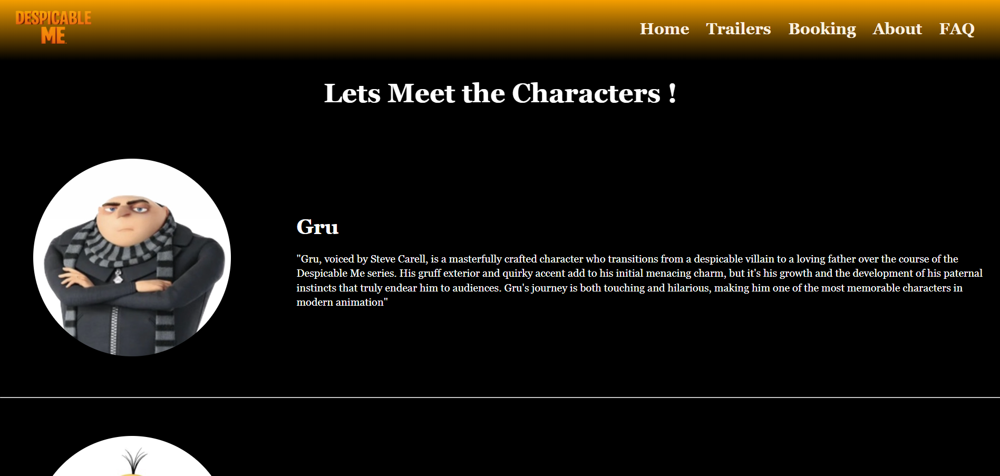 DESPICABLE
ME
Home Trailers Booking About FAQ
Lets Meet the Characters !
Gru
"Gru, voiced by Steve Carell, is a masterfully crafted character who transitions from a despicable villain to a loving father over the course of the
Despicable Me series. His gruff exterior and quirky accent add to his initial menacing charm, but it's his growth and the development of his paternal
instincts that truly endear him to audiences. Gru's journey is both touching and hilarious, making him one of the most memorable characters in
modern animation"